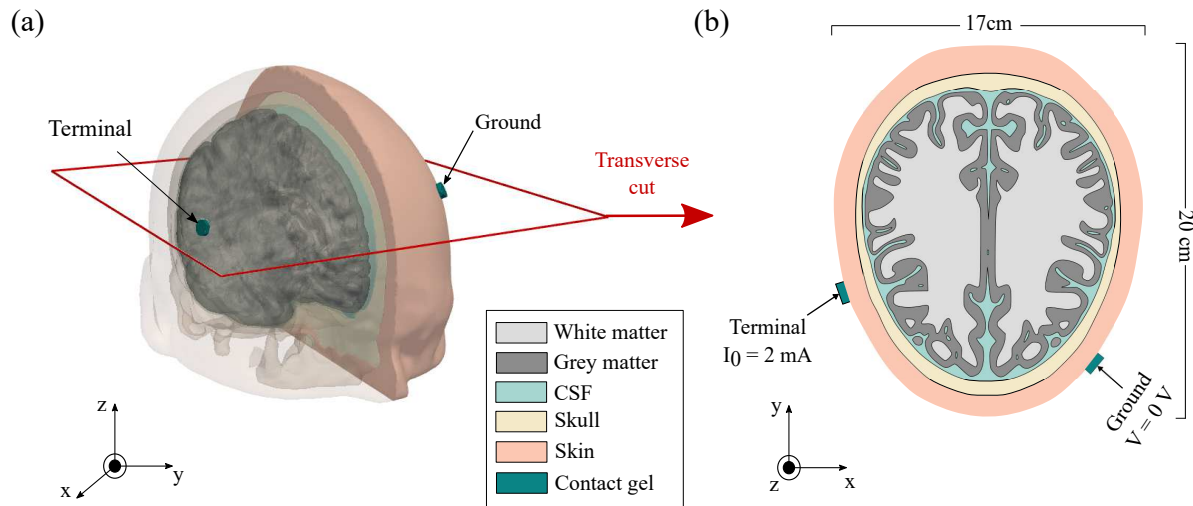 (a)
Terminal
Ground
Transverse
cut
z
y
x
White matter
Grey matter
CSF
Skull
Skin
Contact gel
(b)
17cm
20 cm
Terminal
I0 = 2 mA
Ground
V = 0 V
y
z
x